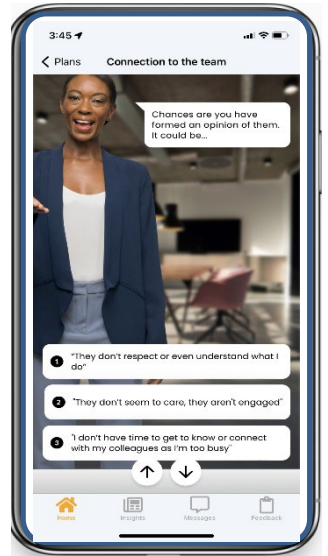 3:45
Plans
Connection to the team
Chances are you have
formed an opinion of them.
It could be...
1 "They don't respect or even understand what I
do"
2 "They don't seem to care, they aren't engaged"
3 "I don't have time to get to know or connect
with my colleagues as I'm too busy"
Home
Insights
Messages
Feedback